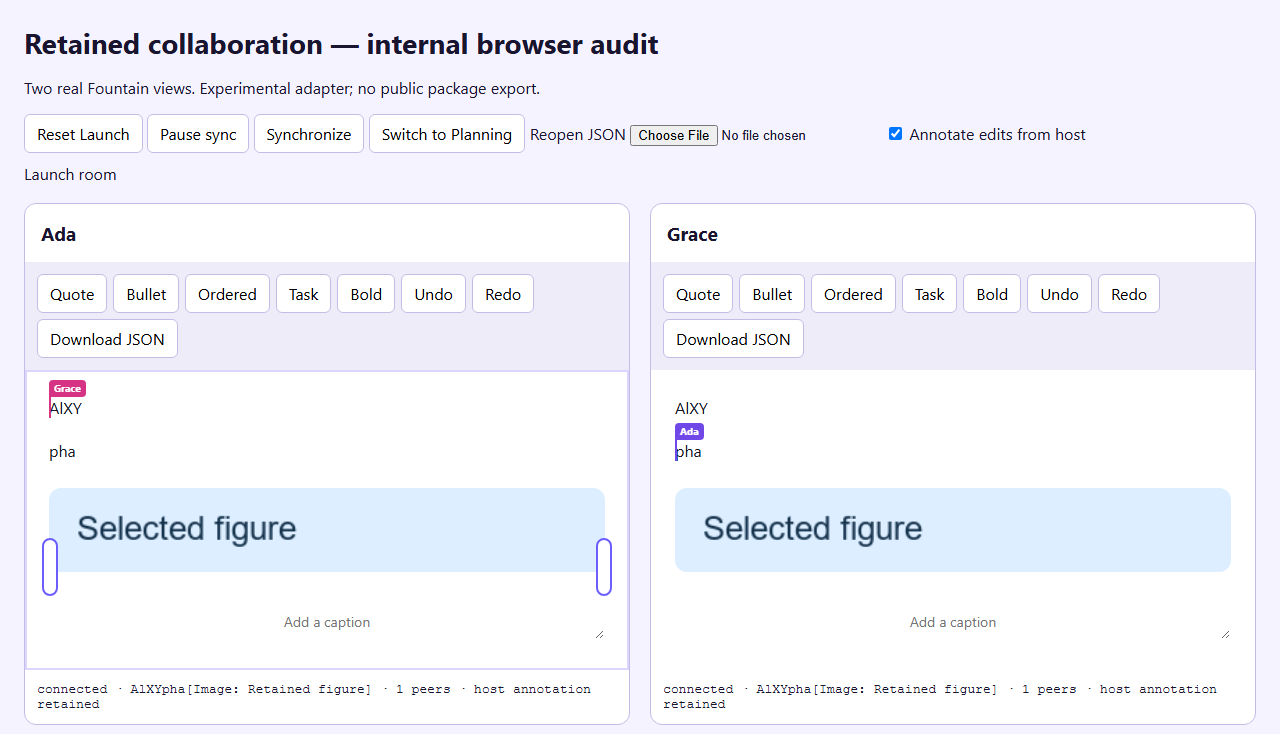 Retained collaboration — internal browser audit
Two real Fountain views. Experimental adapter; no public package export.
Reset Launch Pause sync Synchronize Switch to Planning Reopen JSON Choose File No file chosen Annotate edits from host
Launch room
Ada
Quote Bullet Ordered Task Bold Undo Redo
Download JSON
Grace
AlXY
pha
Selected figure
Add a caption
connected · AlXYpha[Image: Retained figure] · 1 peers · host annotation
retained
Grace
Quote Bullet Ordered Task Bold Undo Redo
Download JSON
AlXY
Ada
pha
Selected figure
Add a caption
connected · AlXYpha[Image: Retained figure] · 1 peers · host annotation
retained